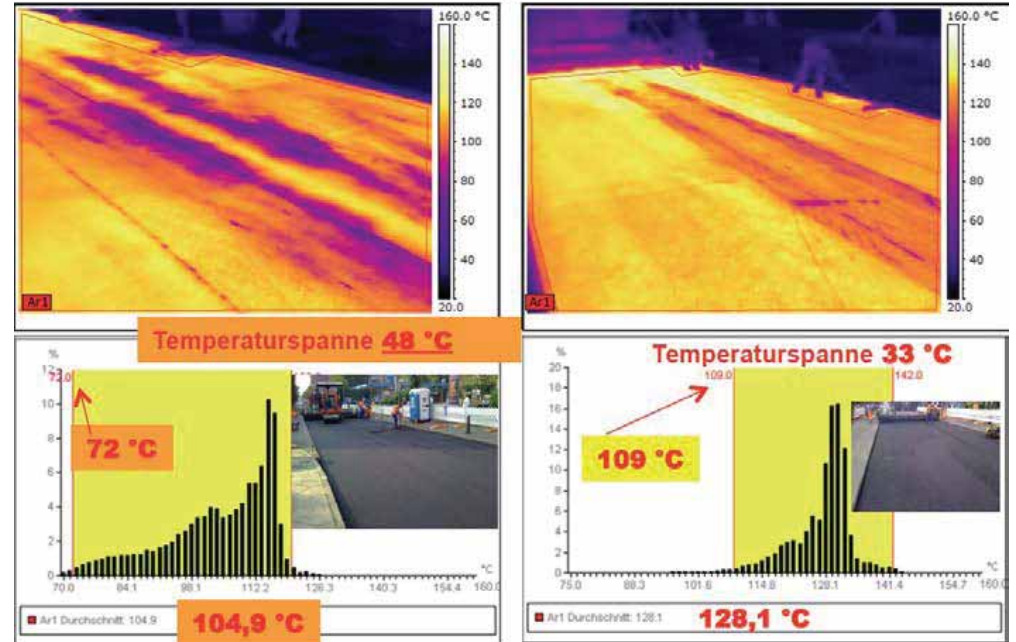 160.0 °C
140
120
100
80
60
40
20.0
Ar1
160.0 °C
140
120
100
80
60
40
20.0
Ar1
Temperaturspanne 48 °C
%
12
72.0
10
8
6
4
2
0
72 °C
70.0 84.1 98.1 112.2 126.3 140.3 154.4 160.0
°C
Ar1 Durchschnitt: 104.9
104,9 °C
Temperaturspanne 33 °C
%
20
18
16
14
12
10
8
6
4
2
0
109.0
142.0
109 °C
75.0 88.3 101.6 114.8 128.1 141.4 154.7 160.0
°C
Ar1 Durchschnitt: 128.1
128,1 °C